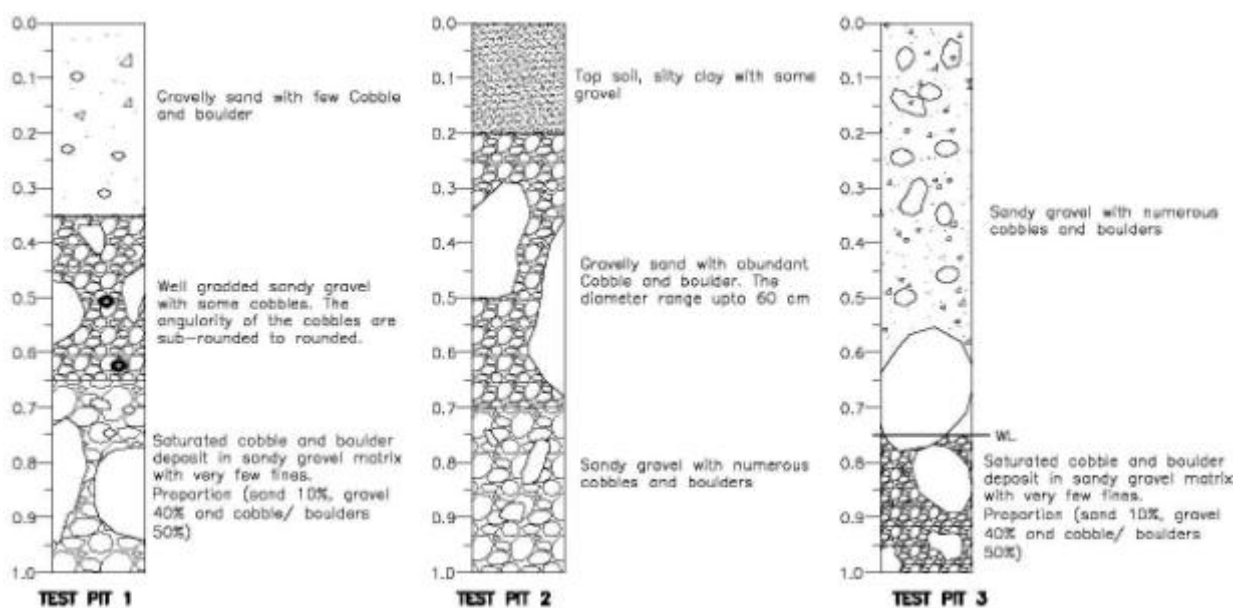 0.0
0.1
0.2
0.3
0.4
0.5
0.6
0.7
0.8
0.9
1.0
Gravelly sand with few Cobble
and boulder
Well gradded sandy gravel
with some cobbles. The
angulority of the cobbles are
sub-rounded to rounded.
Saturated cobble and boulder
deposit in sandy gravel matrix
with very few fines.
Proportion (sand 10%, gravel
40% and cobble/ boulders
50%)
TEST PIT 1
0.0
0.1
0.2
0.3
0.4
0.5
0.6
0.7
0.8
0.9
1.0
Top soil, silty clay with some
gravel
Gravelly sand with abundant
Cobble and boulder. The
diameter range upto 60 cm
Sandy gravel with numerous
cobbles and boulders
TEST PIT 2
0.0
0.1
0.2
0.3
0.4
0.5
0.6
0.7
0.8
0.9
1.0
Sandy gravel with numerous
cobbles and boulders
WL
Saturated cobble and boulder
deposit in sandy gravel matrix
with very few fines.
Proportion (sand 10%, gravel
40% and cobble/ boulders
50%)
TEST PIT 3